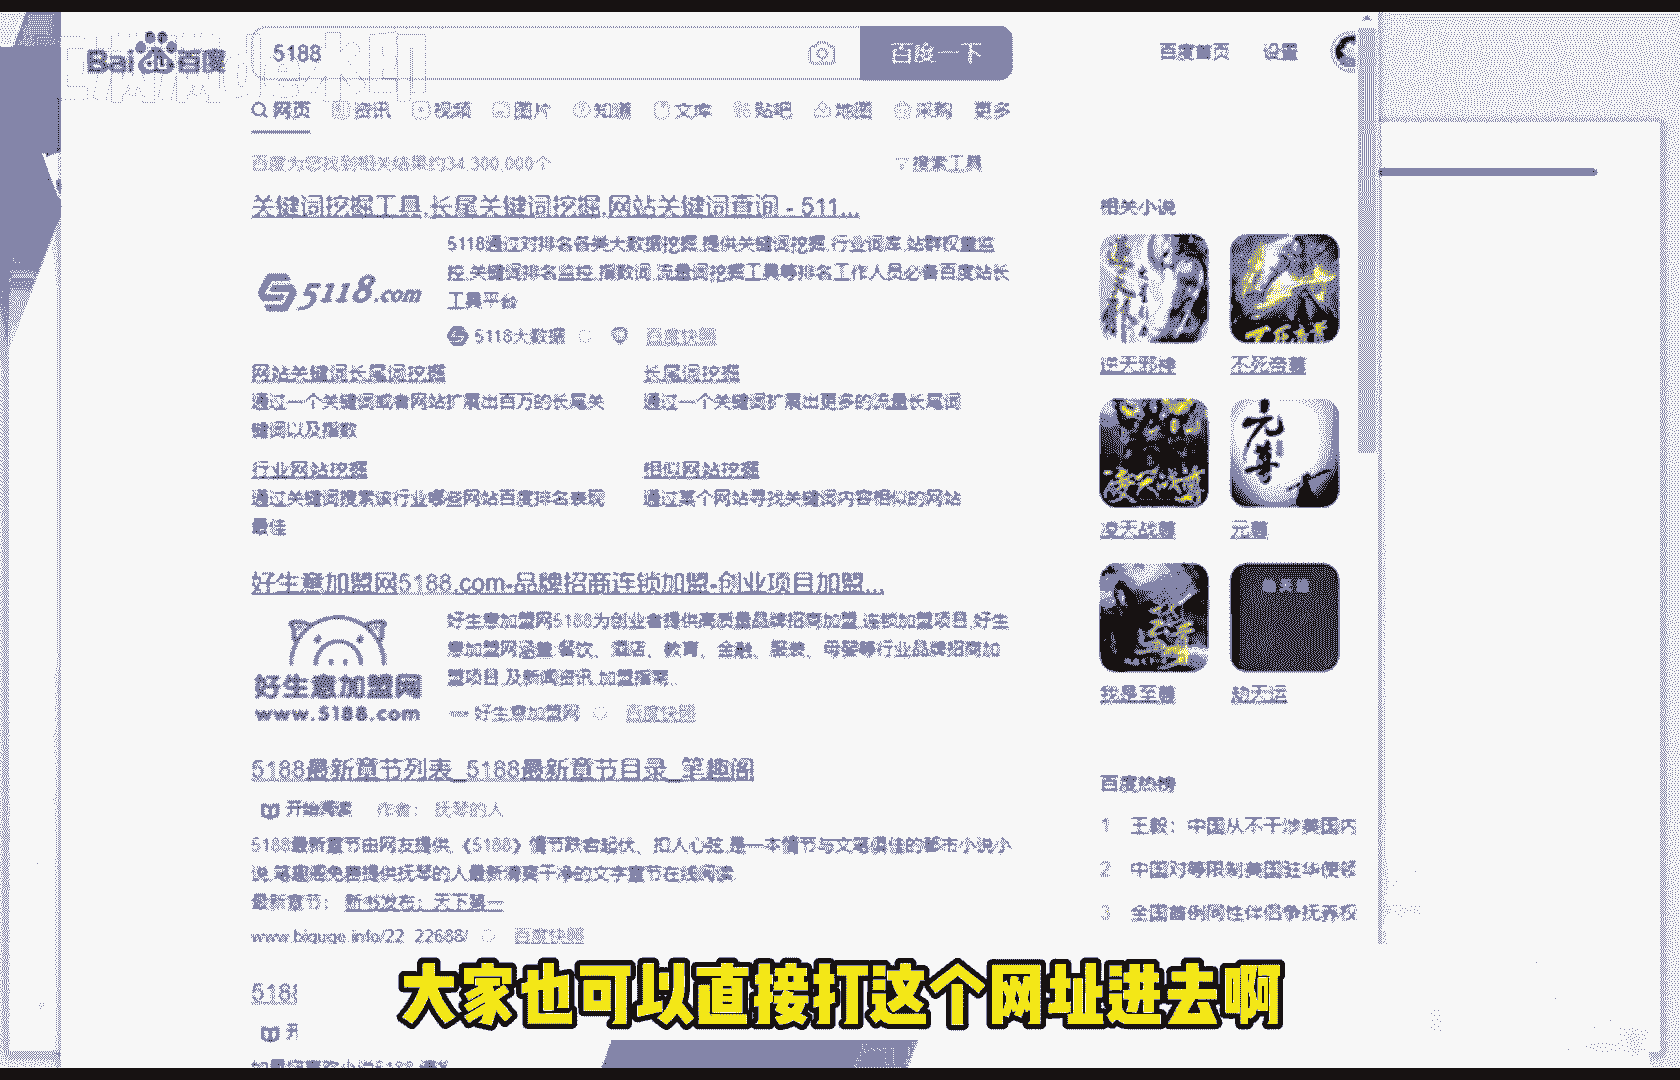 Bai du 百度
5188
百度一下
百度首页 设置
网页 资讯 视频 图片 知道 文库 贴吧 地图 采购 更多
百度为您找到相关结果约34,300,000个
搜索工具
关键词挖掘工具,长尾关键词挖掘,网站关键词查询 - 511...
5118.com
5118通过对排名各类大数据挖掘,提供关键词挖掘,行业词库,站群权重监
控,关键词排名监控,指数词,流量词挖掘工具等排名工作人员必备百度站长
工具平台
5118大数据 百度快照
网站关键词长尾词挖掘
通过一个关键词或者网站扩展出百万的长尾关
键词以及指数
长尾词挖掘
通过一个关键词扩展出更多的流量长尾词
行业网站挖掘
通过关键词搜索该行业哪些网站百度排名表现
最佳
相似网站挖掘
通过某个网站寻找关键词内容相似的网站
好生意加盟网5188.com-品牌招商连锁加盟-创业项目加盟...
好生意加盟网
www.5188.com
好生意加盟网5188为创业者提供高质量品牌招商加盟,连锁加盟项目,好生
意加盟网涵盖:餐饮、酒店、教育、金融、服装、母婴等行业品牌招商加
盟项目,及新闻资讯,加盟指南..
好生意加盟网 百度快照
5188最新章节列表_5188最新章节目录_笔趣阁
开始阅读 作者： 抚琴的人
5188最新章节由网友提供,《5188》情节跌宕起伏、扣人心弦,是一本情节与文笔俱佳的都市小说小
说,笔趣阁免费提供抚琴的人最新清爽干净的文字章节在线阅读.
最新章节： 新书发布：天下第一
www.biquge.info/22_22688/ 百度快照
518
开
相关小说
逆天邪神
不死帝尊
凌天战尊
元尊
元尊
我是至尊
劫天运
百度热榜
1 王毅：中国从不干涉美国内
2 中国对等限制美国驻华使领
3 全国首例同性伴侣争抚养权
大家也可以直接打这个网址进去啊